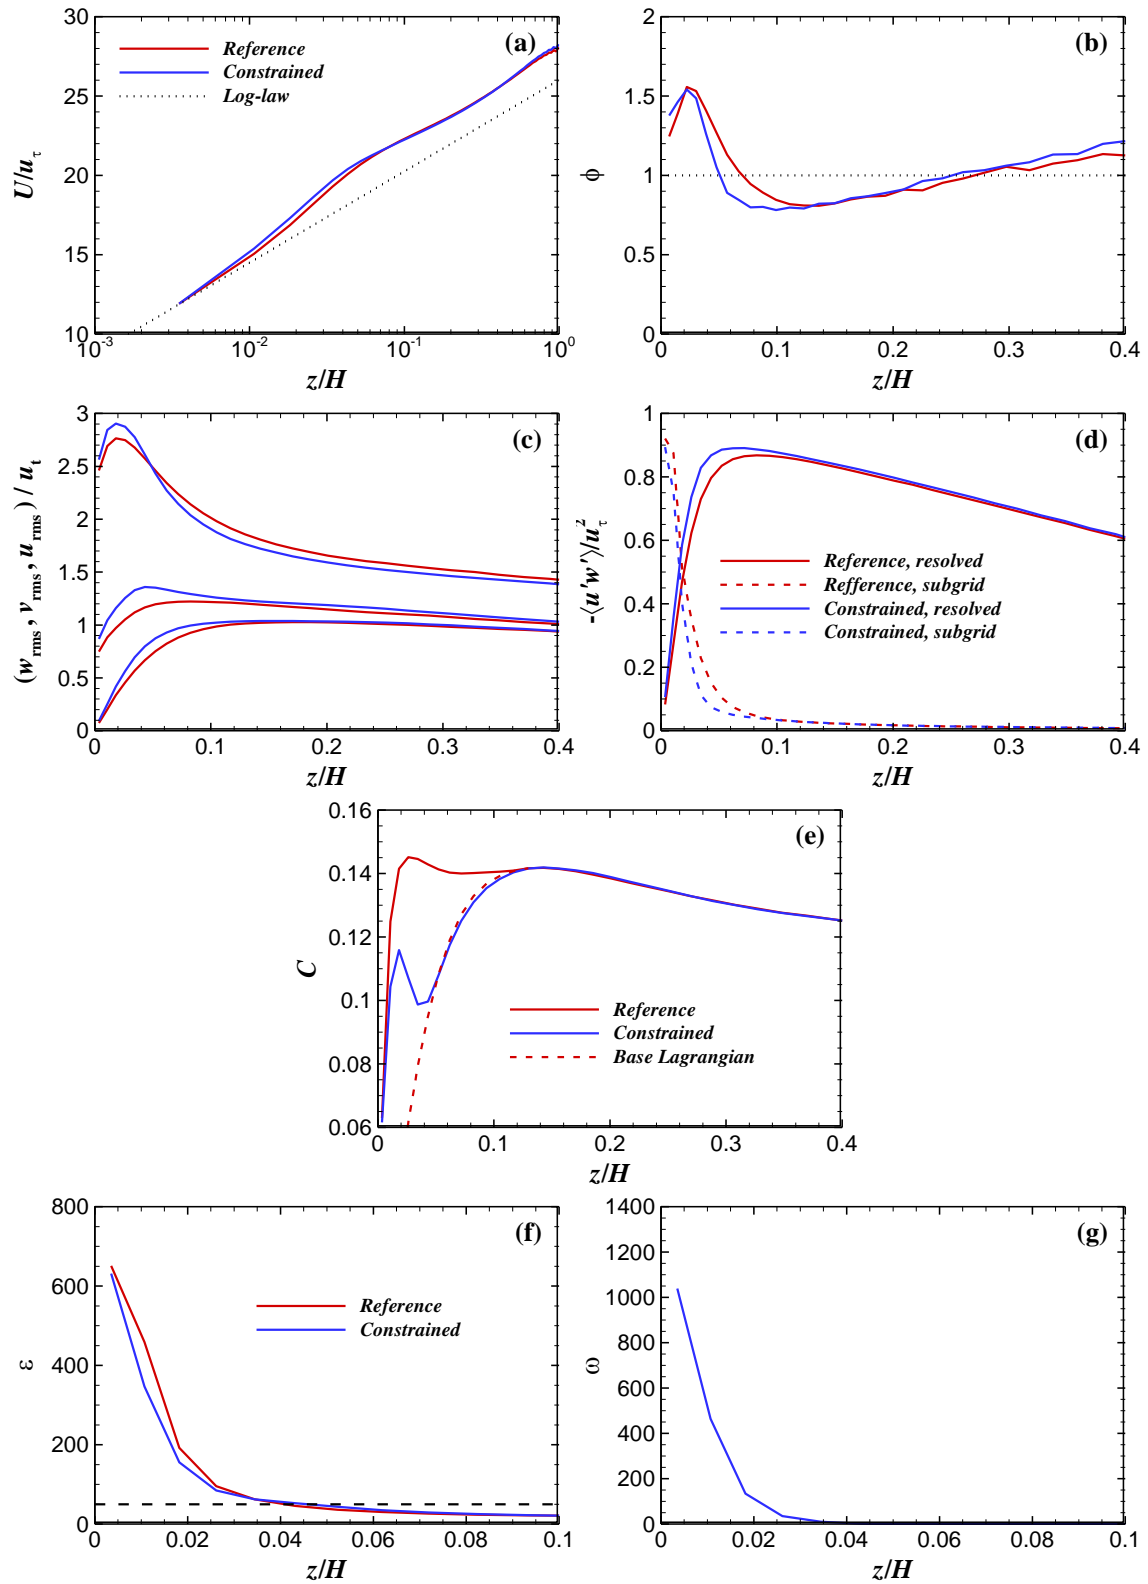 (a)
Reference
Constrained
Log-law
30
25
20
15
10
10⁻³
10⁻²
10⁻¹
10⁰
U/u_τ
z/H
(b)
2
1.5
1
0.5
0
0
0.1
0.2
0.3
0.4
ϕ
z/H
(c)
3
2.5
2
1.5
1
0.5
0
0
0.1
0.2
0.3
0.4
(w_rms, v_rms, u_rms) / u_t
z/H
(d)
1
0.8
0.6
0.4
0.2
0
Reference, resolved
Refference, subgrid
Constrained, resolved
Constrained, subgrid
0
0.1
0.2
0.3
0.4
-⟨u'w'⟩/u_τ²
z/H
(e)
0.16
0.14
0.12
0.1
0.08
0.06
Reference
Constrained
Base Lagrangian
0
0.1
0.2
0.3
0.4
C
z/H
(f)
800
600
400
200
0
Reference
Constrained
0
0.02
0.04
0.06
0.08
0.1
ε
z/H
(g)
1400
1200
1000
800
600
400
200
0
0
0.02
0.04
0.06
0.08
0.1
ω
z/H